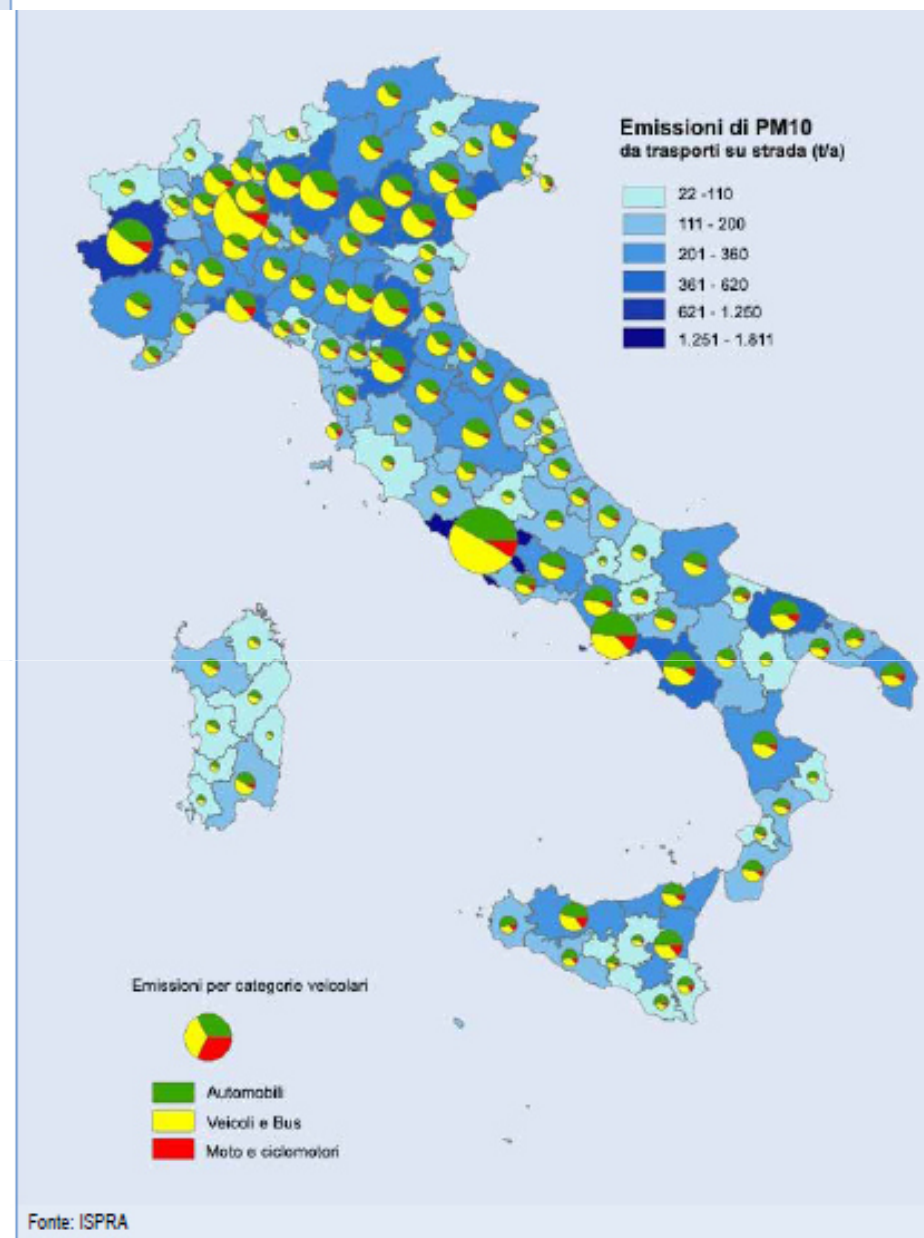 Emissioni di PM10
da trasporti su strada (t/a)
22 -110
111 - 200
201 - 360
361 - 620
621 - 1.250
1.251 - 1.811
Emissioni per categorie veicolari
Automobili
Veicoli e Bus
Moto e ciclomotori
Fonte: ISPRA